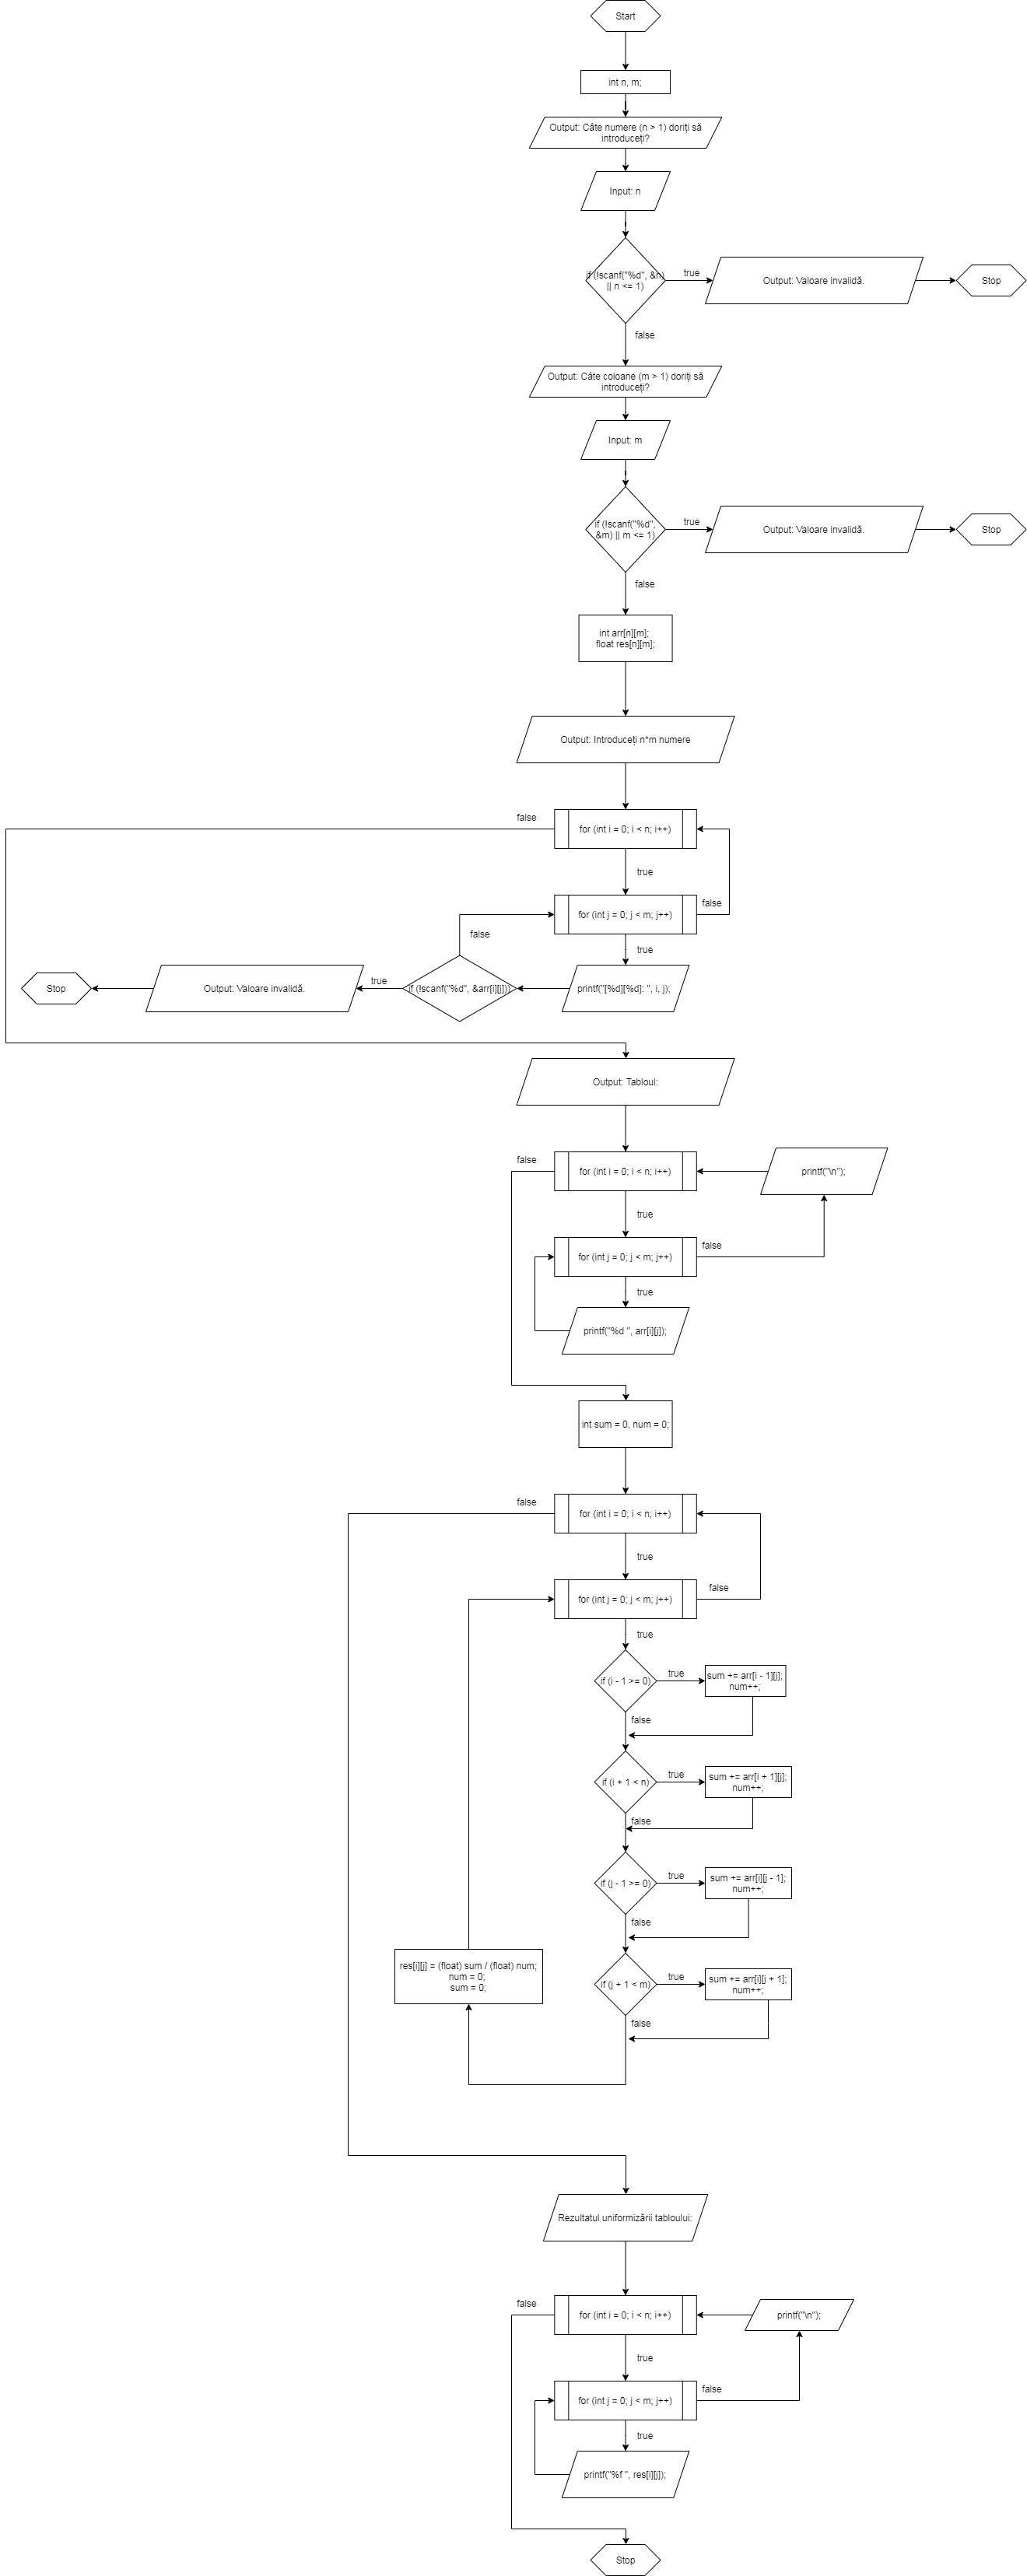 Start
int n, m;
Output: Câte numere (n > 1) doriți să
introduceți?
Input: n
if (!scanf("%d", &n)
|| n <= 1)
true
Output: Valoare invalidă.
Stop
false
Output: Câte coloane (m > 1) doriți să
introduceți?
Input: m
if (!scanf("%d",
&m) || m <= 1)
true
Output: Valoare invalidă.
Stop
false
int arr[n][m];
float res[n][m];
Output: Introduceți n*m numere
false
for (int i = 0; i < n; i++)
true
for (int j = 0; j < m; j++)
false
false
true
Stop
Output: Valoare invalidă.
true
if (!scanf("%d", &arr[i][j]))
printf("[%d][%d]: ", i, j);
Output: Tabloul:
false
for (int i = 0; i < n; i++)
printf("\n");
true
for (int j = 0; j < m; j++)
false
true
printf("%d ", arr[i][j]);
int sum = 0, num = 0;
false
for (int i = 0; i < n; i++)
true
for (int j = 0; j < m; j++)
false
true
if (i - 1 >= 0)
true
sum += arr[i - 1][j];
num++;
false
if (i + 1 < n)
true
sum += arr[i + 1][j];
num++;
false
if (j - 1 >= 0)
true
sum += arr[i][j - 1];
num++;
false
res[i][j] = (float) sum / (float) num;
num = 0;
sum = 0;
if (j + 1 < m)
true
sum += arr[i][j + 1];
num++;
false
Rezultatul uniformizării tabloului:
false
for (int i = 0; i < n; i++)
printf("\n");
true
for (int j = 0; j < m; j++)
false
true
printf("%f ", res[i][j]);
Stop